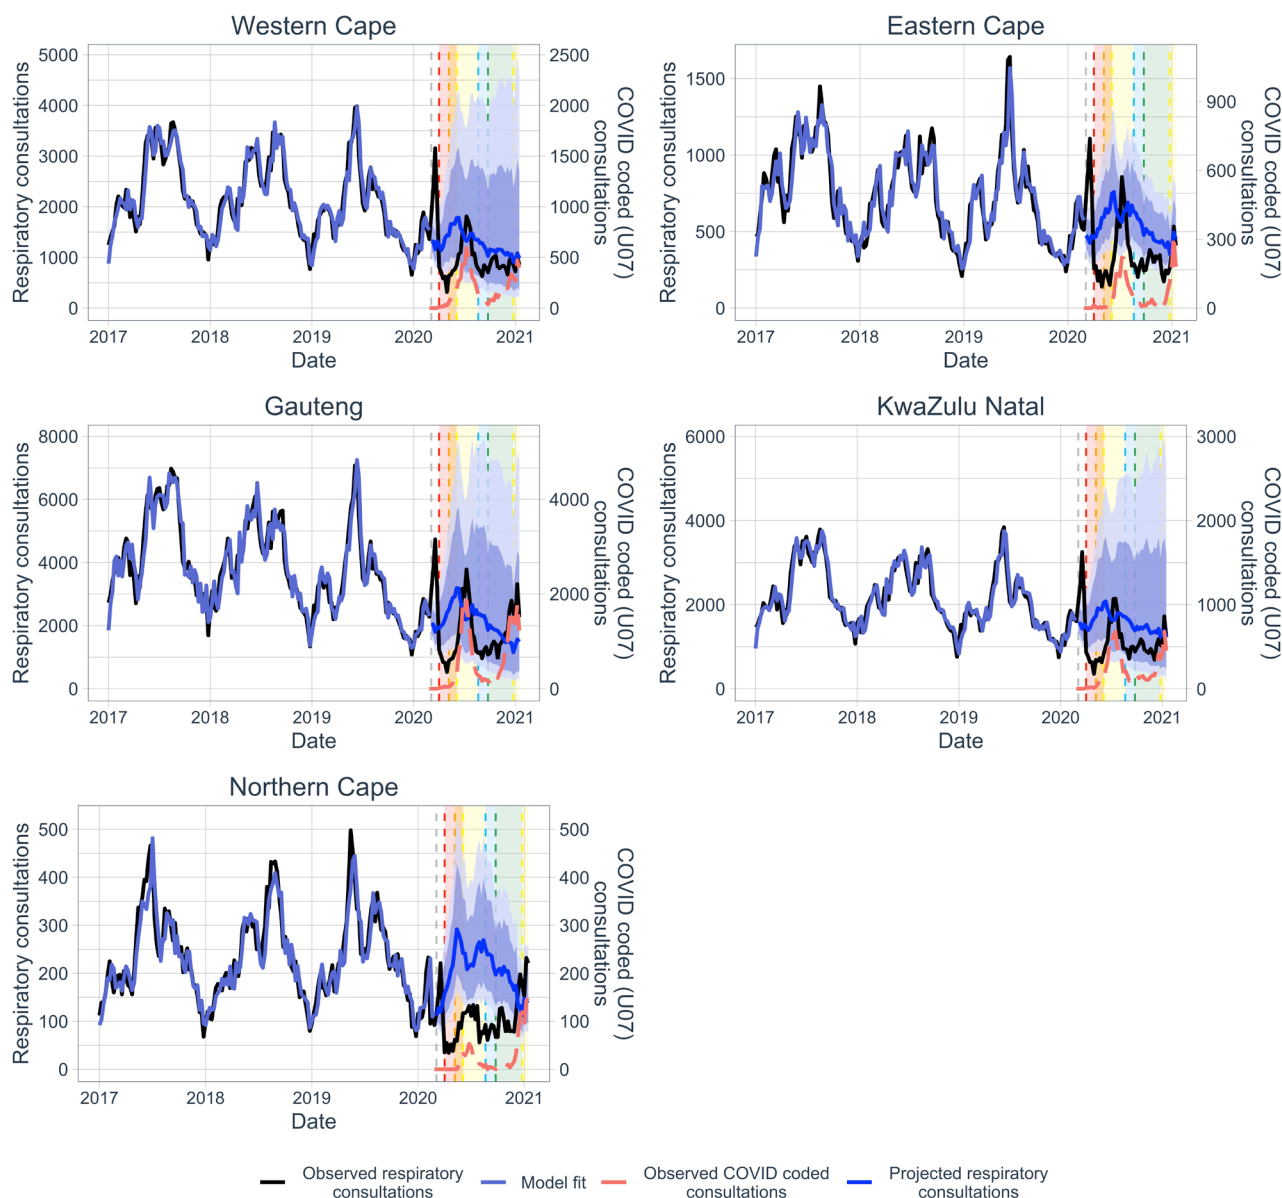 Western Cape
Respiratory consultations
5000
4000
3000
2000
1000
0
2500
2000
1500
1000
500
0
COVID coded (U07)
consultations
2017
2018
2019
2020
2021
Date
Eastern Cape
Respiratory consultations
1500
1000
500
0
900
600
300
0
COVID coded (U07)
consultations
2017
2018
2019
2020
2021
Date
Gauteng
Respiratory consultations
8000
6000
4000
2000
0
4000
2000
0
COVID coded (U07)
consultations
2017
2018
2019
2020
2021
Date
KwaZulu Natal
Respiratory consultations
6000
4000
2000
0
3000
2000
1000
0
COVID coded (U07)
consultations
2017
2018
2019
2020
2021
Date
Northern Cape
Respiratory consultations
500
400
300
200
100
0
500
400
300
200
100
0
COVID coded (U07)
consultations
2017
2018
2019
2020
2021
Date
Observed respiratory
consultations
Model fit
Observed COVID coded
consultations
Projected respiratory
consultations